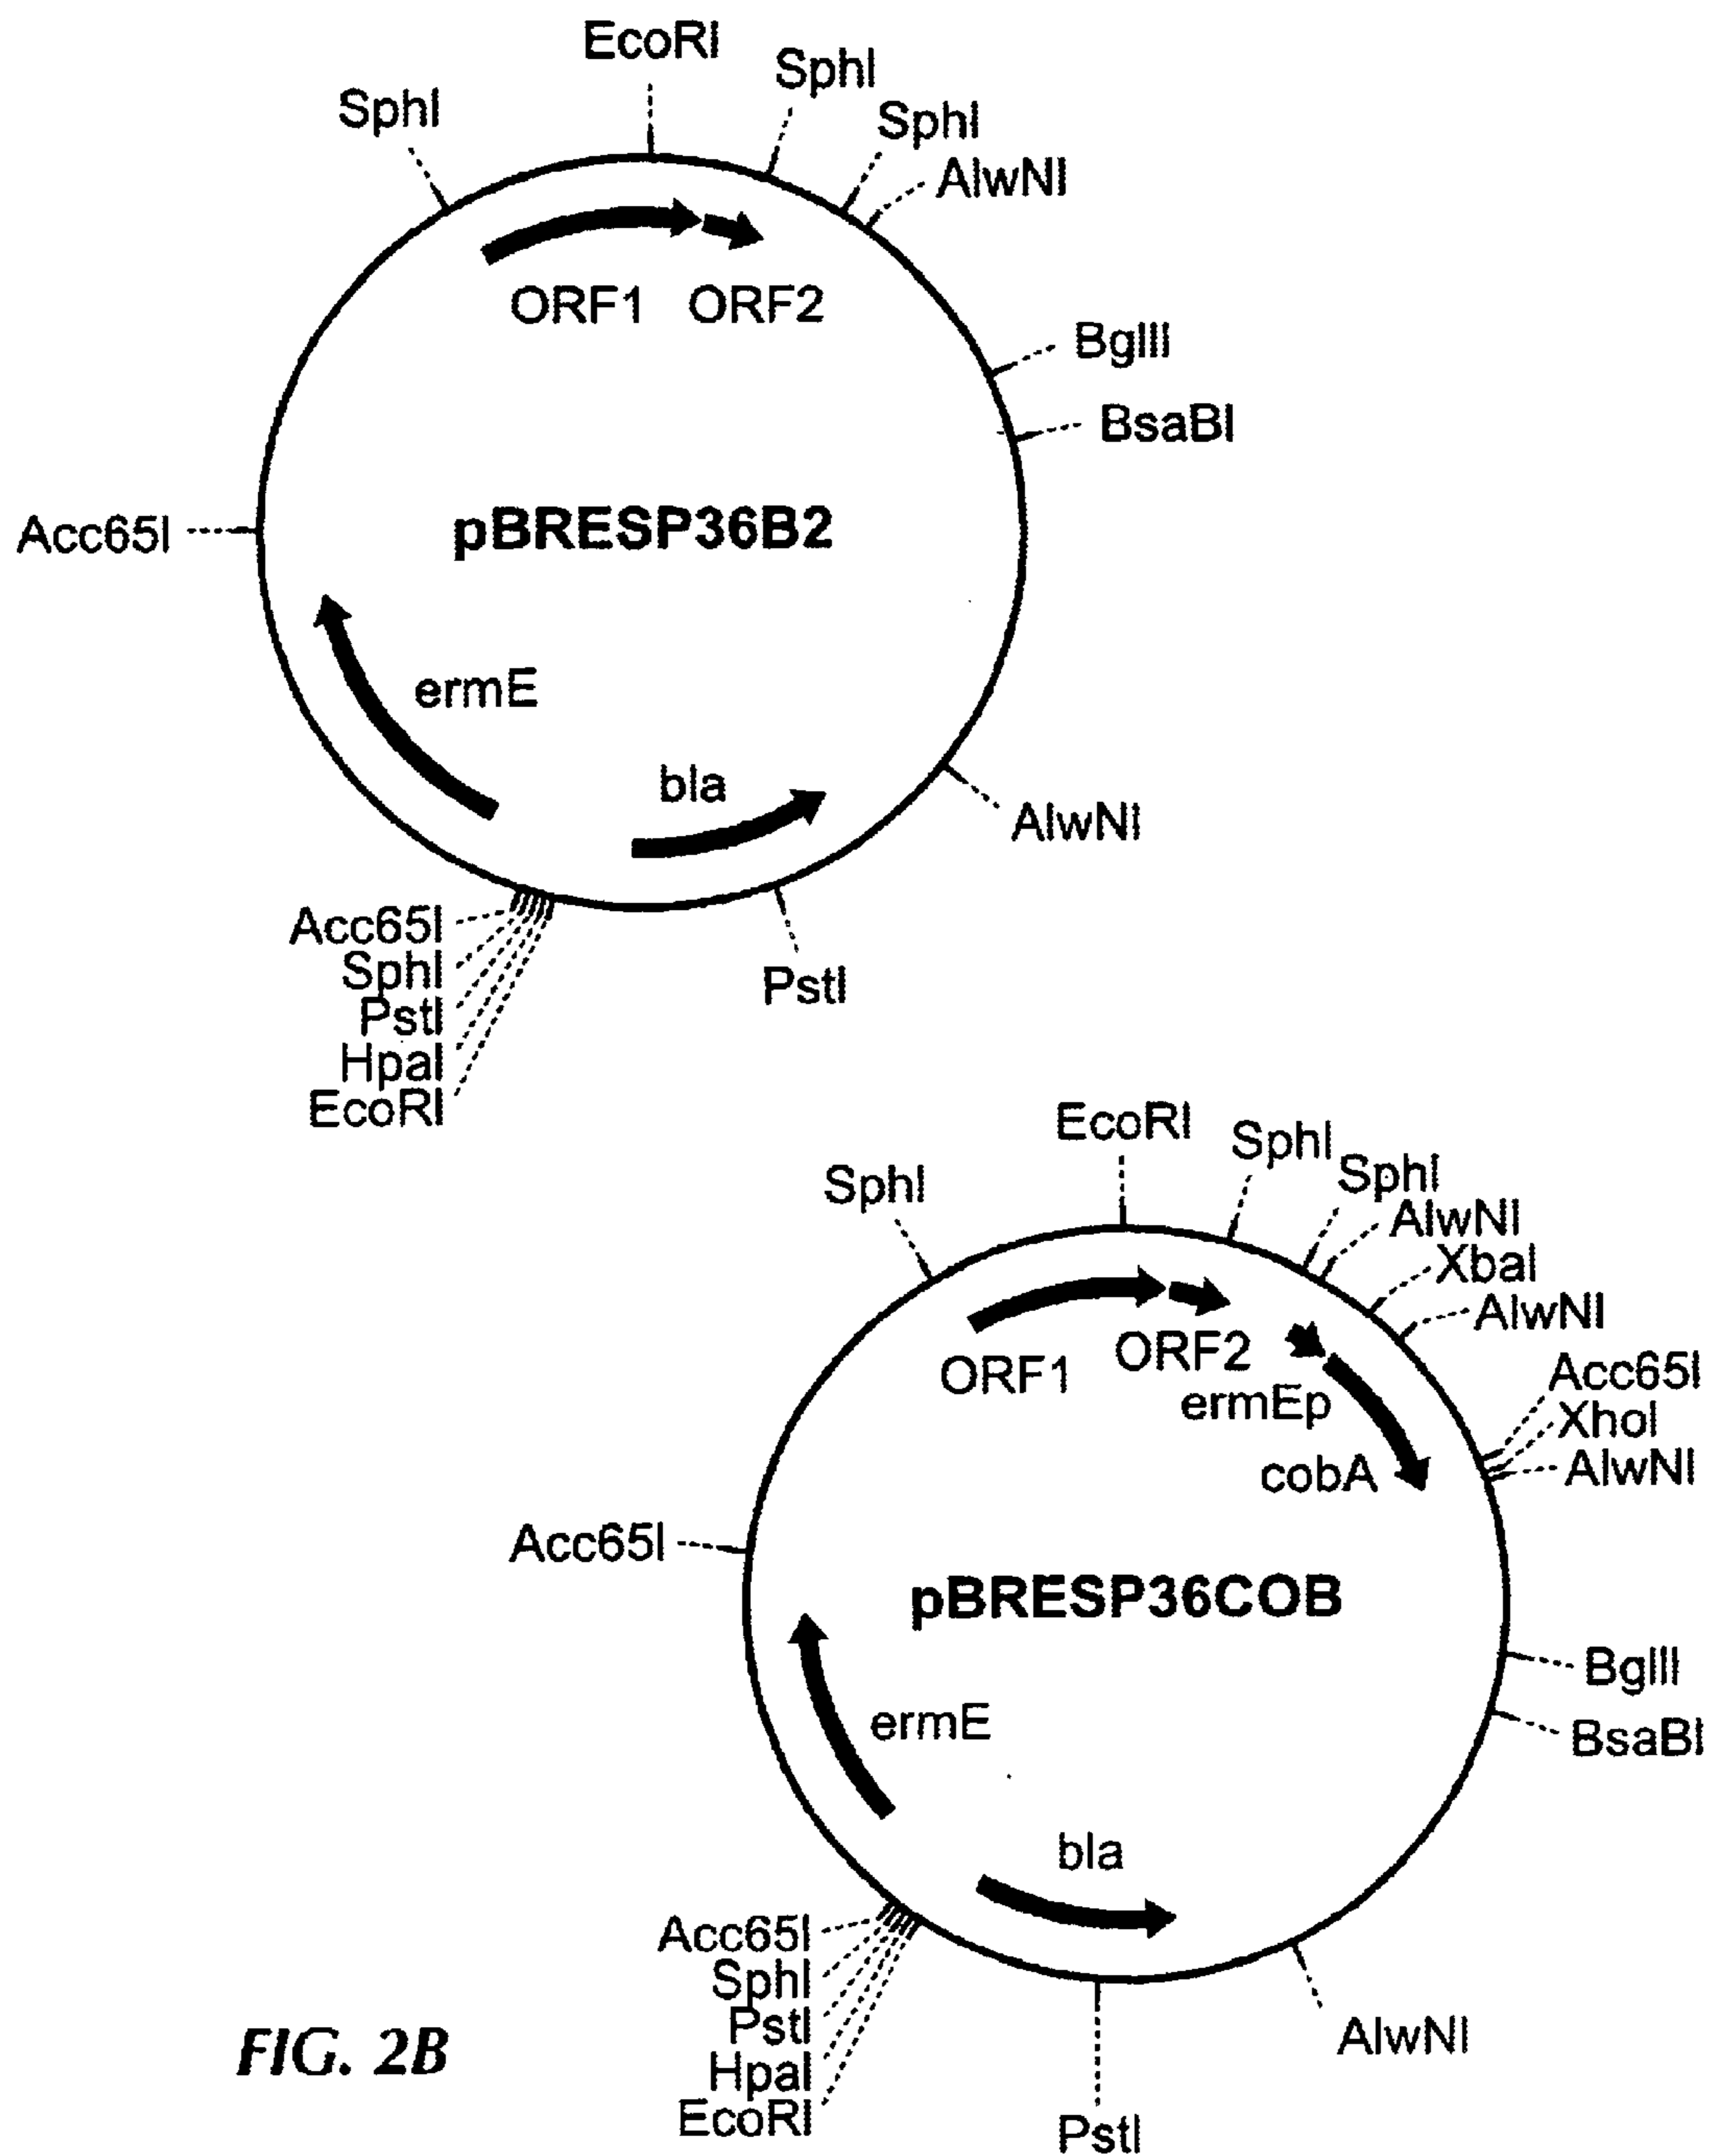 EcoRI
SphI
SphI
SphI
AlwNI
ORF1
ORF2
BglII
BsaBI
Acc65I
pBRESP36B2
ermE
bla
AlwNI
Acc65I
SphI
PstI
HpaI
EcoRI
PstI
EcoRI
SphI
SphI
SphI
AlwNI
XbaI
AlwNI
ORF1
ORF2
ermEp
cobA
Acc65I
XhoI
AlwNI
Acc65I
pBRESP36COB
BglII
BsaBI
ermE
bla
Acc65I
SphI
PstI
HpaI
EcoRI
AlwNI
PstI
FIG. 2B